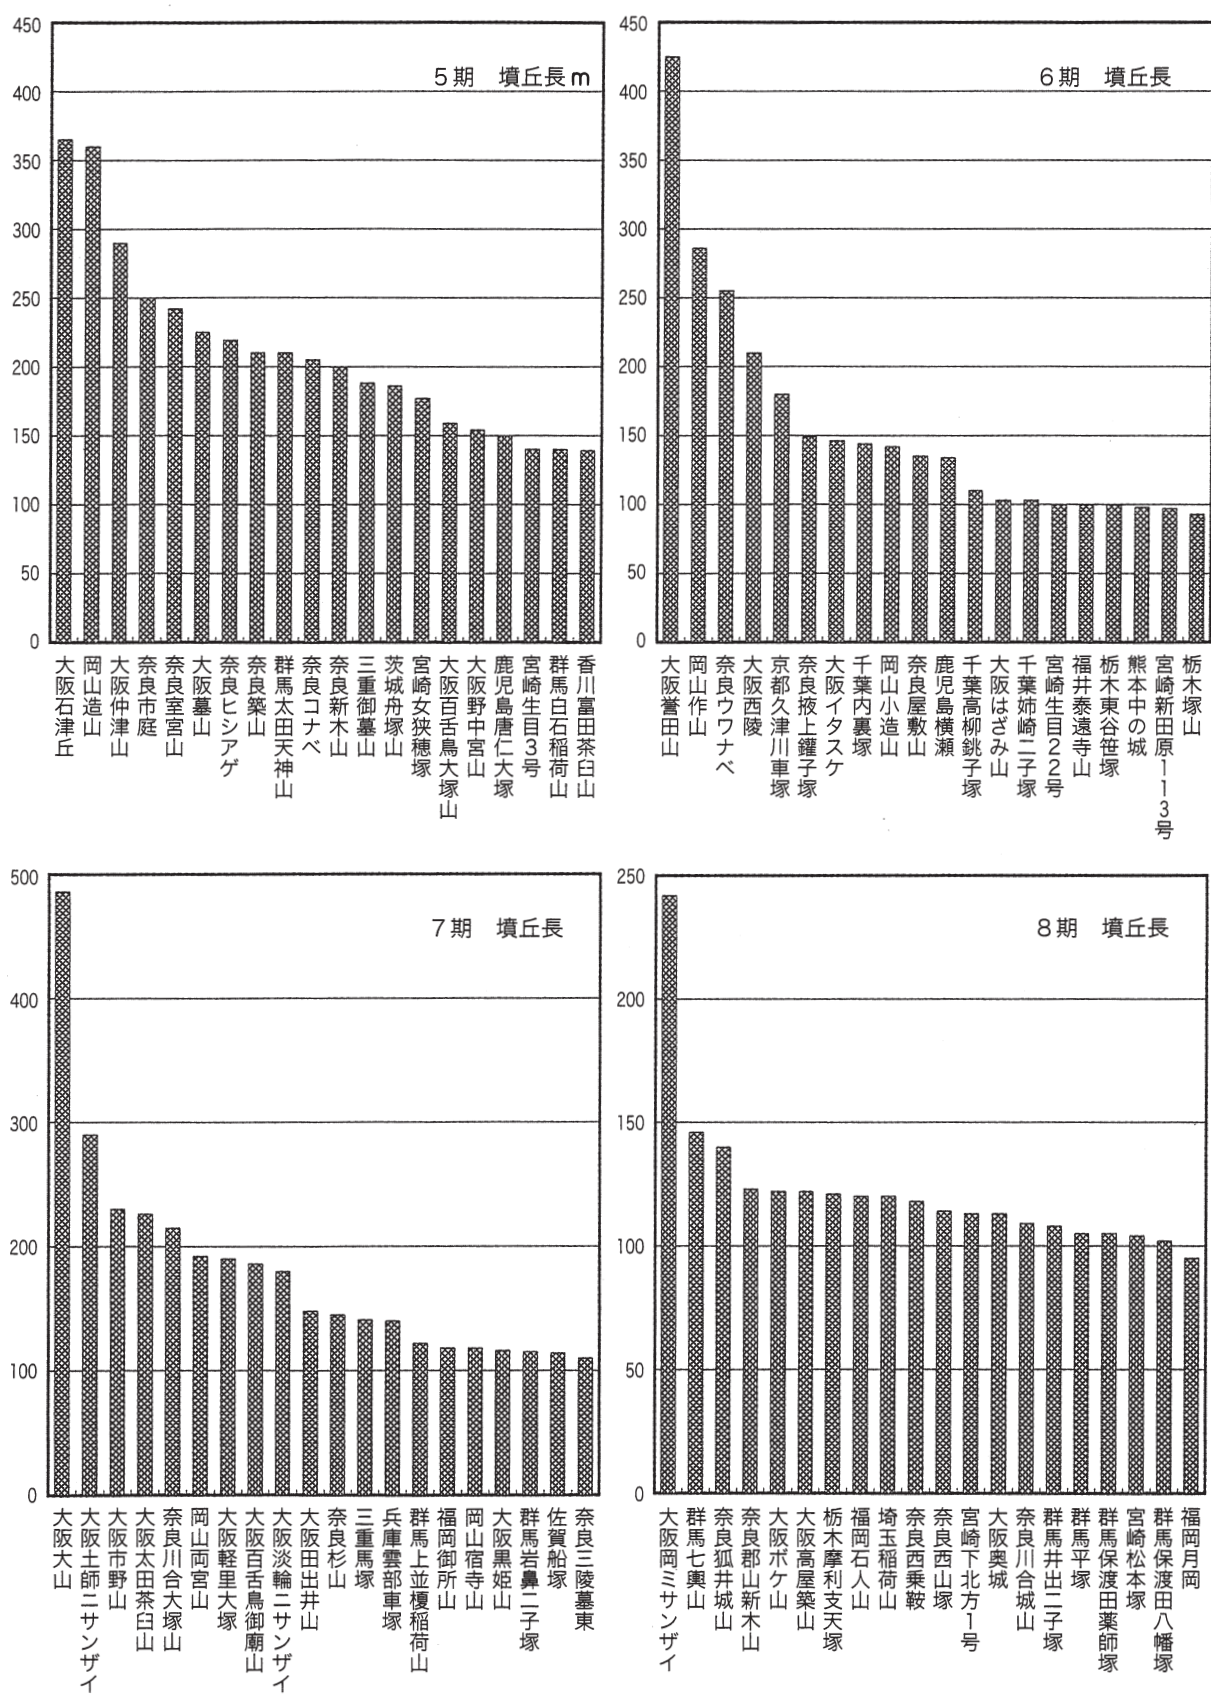 5期　墳丘長m
450
400
350
300
250
200
150
100
50
0
大阪石津丘
岡山造山
大阪仲津山
奈良市庭
奈良室宮山
大阪墓山
奈良ヒシアゲ
奈良築山
群馬太田天神山
奈良コナベ
奈良新木山
三重御墓山
茨城舟塚山
宮崎女狭穂塚
大阪百舌鳥大塚山
大阪野中宮山
鹿児島唐仁大塚
宮崎生目3号
群馬白石稲荷山
香川富田茶臼山
6期　墳丘長
450
400
350
300
250
200
150
100
50
0
大阪誉田山
岡山作山
奈良ウワナベ
大阪西陵
京都久津川車塚
奈良掖上鑵子塚
大阪イタスケ
千葉内裏塚
岡山小造山
奈良屋敷山
鹿児島横瀬
千葉高柳銚子塚
大阪はざみ山
千葉姉崎二子塚
宮崎生目22号
福井泰遠寺山
栃木東谷笹塚
熊本中の城
宮崎新田原113号
栃木塚山
7期　墳丘長
500
400
300
200
100
0
大阪大山
大阪土師ニサンザイ
大阪市野山
大阪太田茶臼山
奈良川合大塚山
岡山両宮山
大阪軽里大塚
大阪百舌鳥御廟山
大阪淡輪ニサンザイ
大阪田出井山
奈良杉山
三重馬塚
兵庫雲部車塚
群馬上並榎稲荷山
福岡御所山
岡山宿寺山
大阪黒姫山
群馬岩鼻二子塚
佐賀船塚
奈良三陵墓東
8期　墳丘長
250
200
150
100
50
0
大阪岡ミサンザイ
群馬七輿山
奈良狐井城山
奈良郡山新木山
大阪ボケ山
大阪高屋築山
栃木摩利支天塚
福岡石人山
埼玉稲荷山
奈良西乗鞍
奈良西山塚
宮崎下北方1号
大阪奥城
奈良川合城山
群馬井出二子塚
群馬平塚
群馬保渡田薬師塚
宮崎松本塚
群馬保渡田八幡塚
福岡月岡